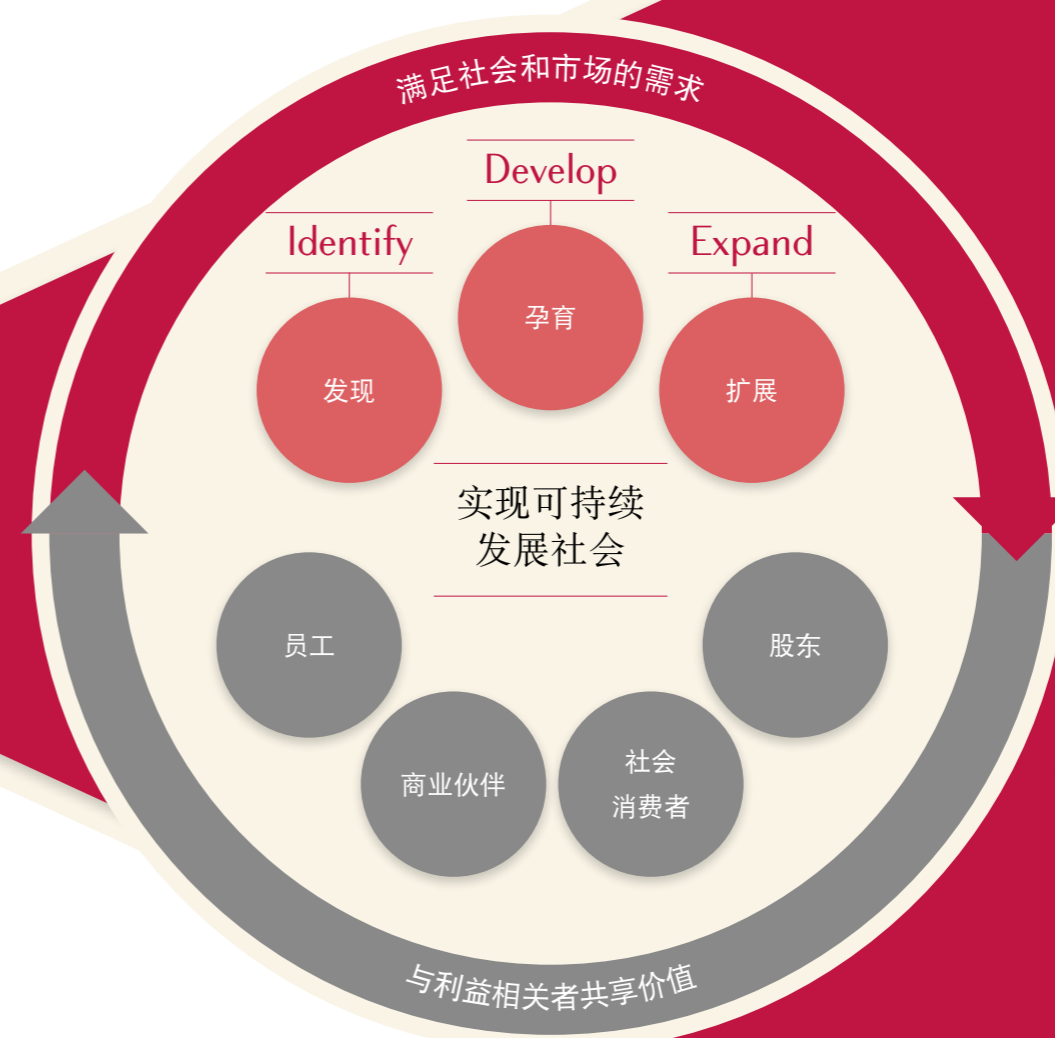 满足社会和市场的需求
Develop
Identify
Expand
孕育
发现
扩展
实现可持续
发展社会
员工
股东
商业伙伴
社会
消费者
与利益相关者共享价值